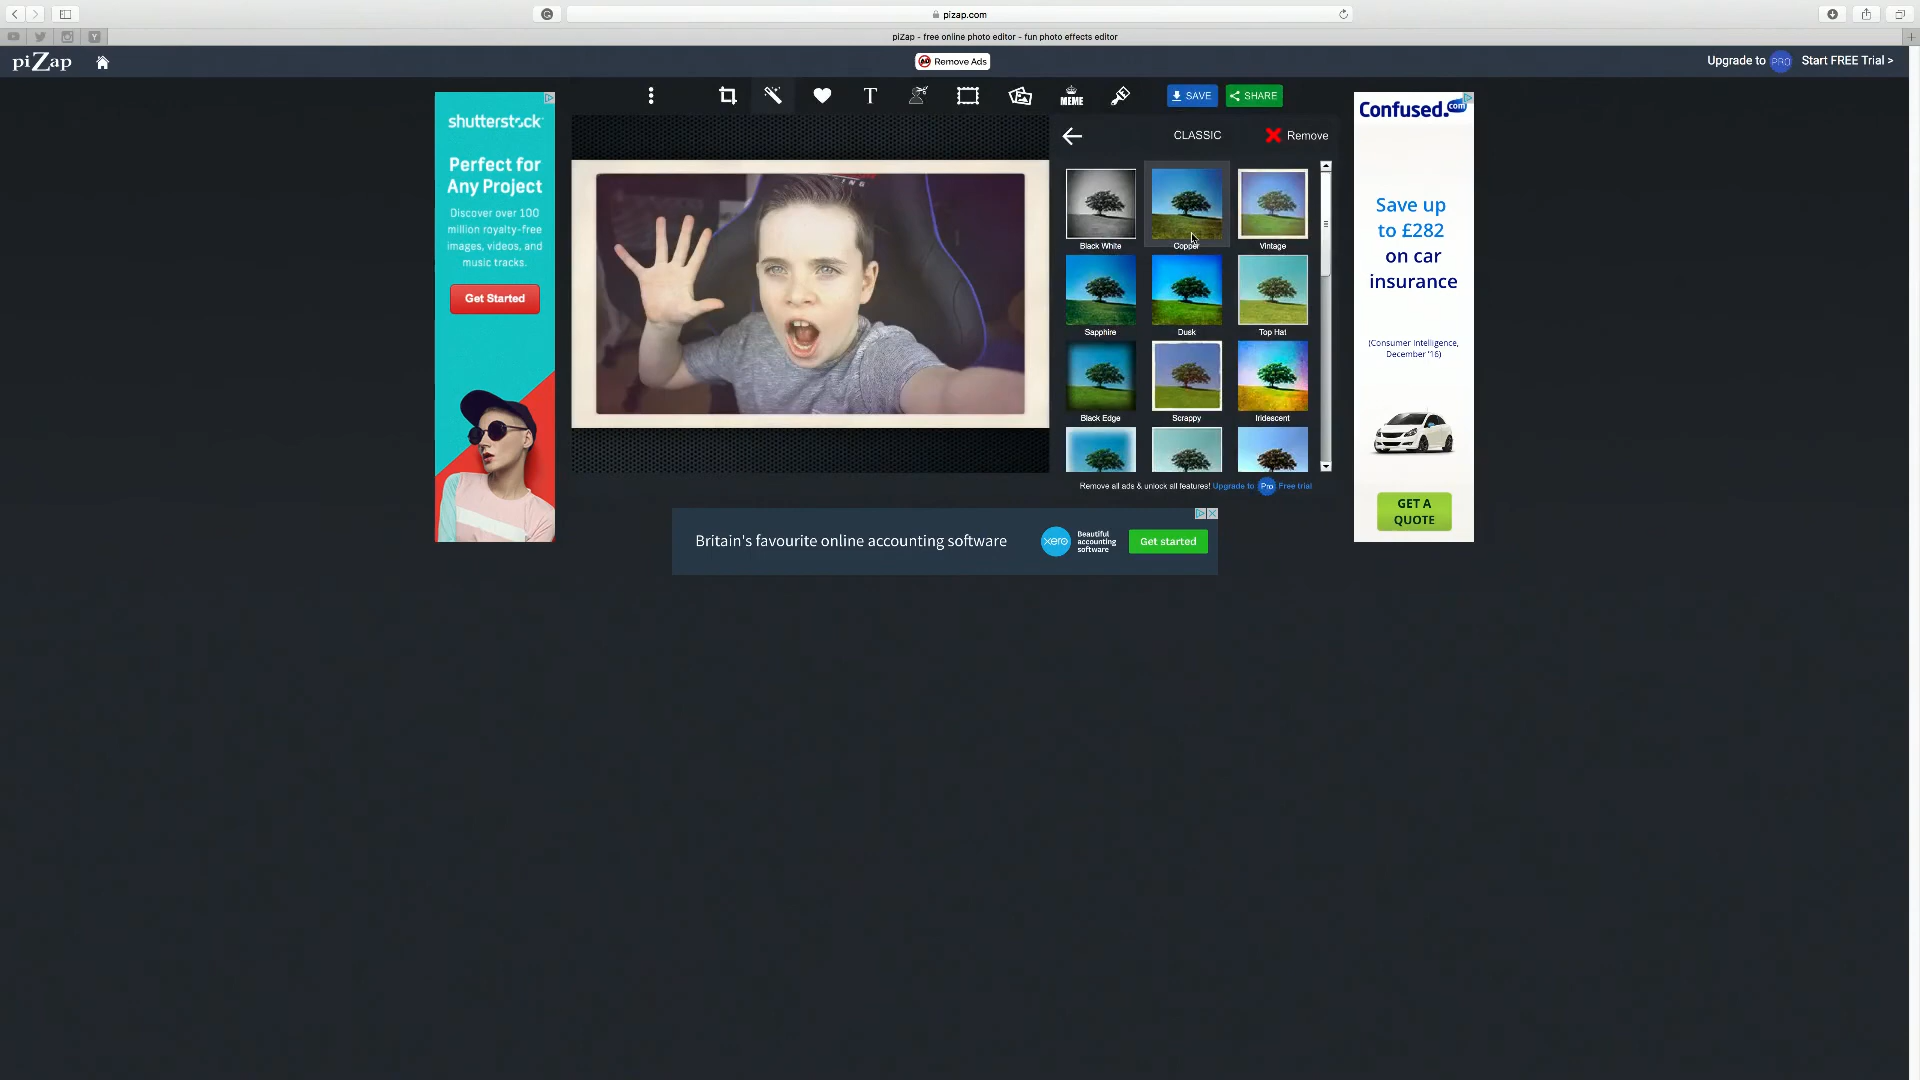 pizap.com
piZap - free online photo editor - fun photo effects editor
piZap
Remove Ads
Upgrade to PRO Start FREE Trial >
MEME
SAVE
SHARE
shutterstock
Perfect for
Any Project
Discover over 100
million royalty-free
images, videos, and
music tracks.
Get Started
ING
CLASSIC
Remove
Black White
Copper
Vintage
Sapphire
Dusk
Top Hat
Black Edge
Scrappy
Iridescent
Remove all ads & unlock all features! Upgrade to Pro Free trial
Confused.com
Save up
to £282
on car
insurance
(Consumer Intelligence,
December '16)
GET A
QUOTE
Britain's favourite online accounting software
xero
Beautiful
accounting
software
Get started